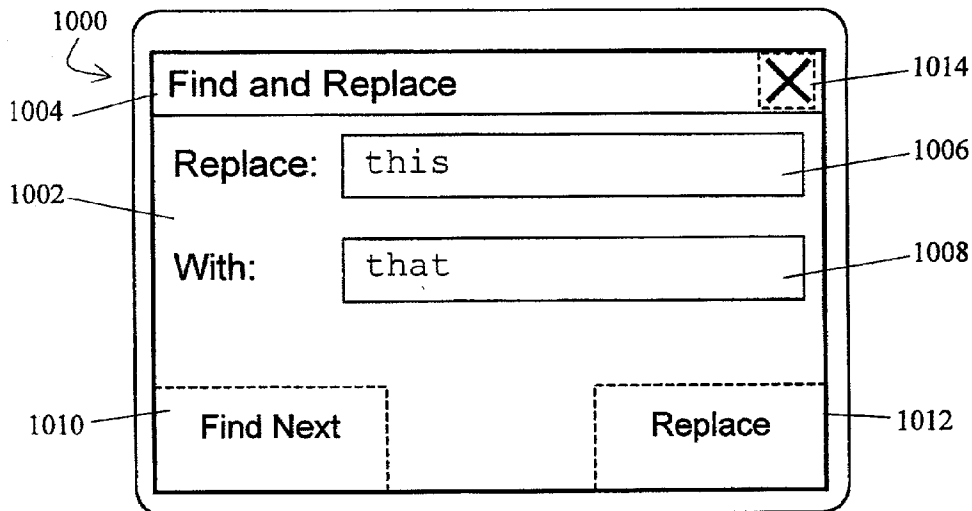 1000
Find and Replace
1014
1004
Replace: this
1006
1002
With: that
1008
1010
Find Next
Replace
1012